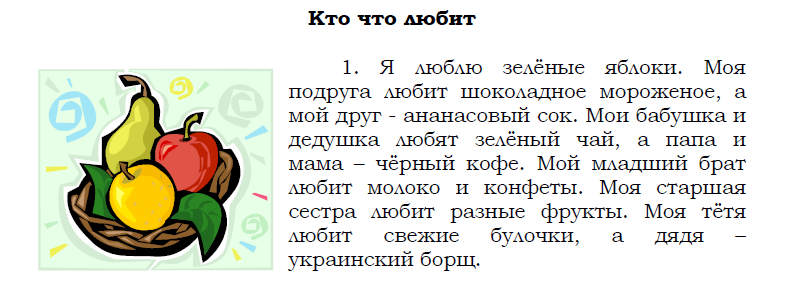 Кто что любит
1. Я люблю зелёные яблоки. Моя
подруга любит шоколадное мороженое, а
мой друг - ананасовый сок. Мои бабушка и
дедушка любят зелёный чай, а папа и
мама – чёрный кофе. Мой младший брат
любит молоко и конфеты. Моя старшая
сестра любит разные фрукты. Моя тётя
любит свежие булочки, а дядя –
украинский борщ.